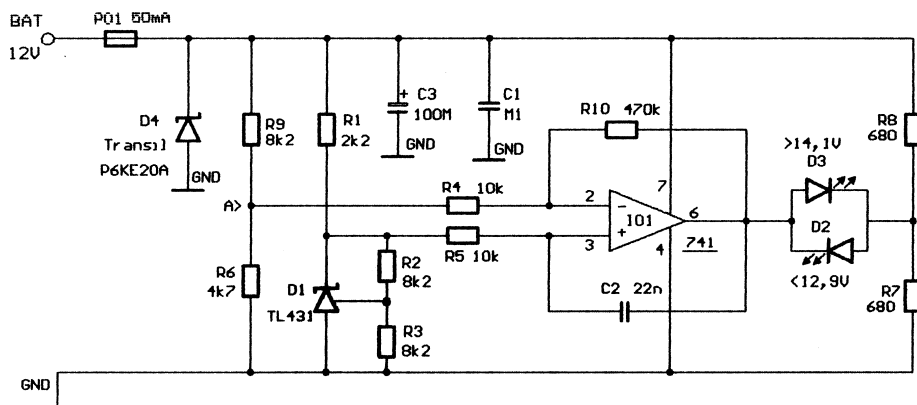 BAT
12V
PO1 50mA
D4
Transil
P6KE20A
GND
R9
8k2
R1
2k2
C3
100M
GND
C1
M1
GND
R10 470k
R8
680
>14,1V
D3
A>
R4 10k
R5 10k
2
3
7
6
4
IO1
741
D2
<12,9V
R6
4k7
D1
TL431
R2
8k2
R3
8k2
C2 22n
R7
680
GND